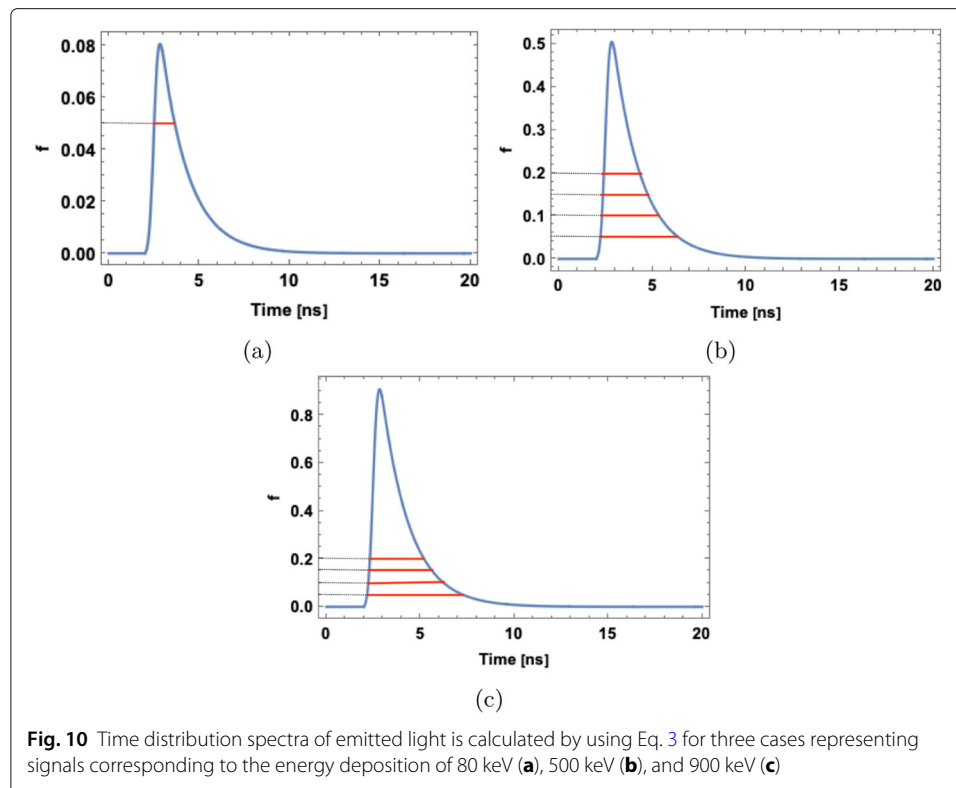 0.08
0.06
0.04
0.02
0.00
f
0 5 10 15 20
Time [ns]
(a)
0.5
0.4
0.3
0.2
0.1
0.0
f
0 5 10 15 20
Time [ns]
(b)
0.8
0.6
0.4
0.2
0.0
f
0 5 10 15 20
Time [ns]
(c)
Fig. 10 Time distribution spectra of emitted light is calculated by using Eq. 3 for three cases representing
signals corresponding to the energy deposition of 80 keV (a), 500 keV (b), and 900 keV (c)